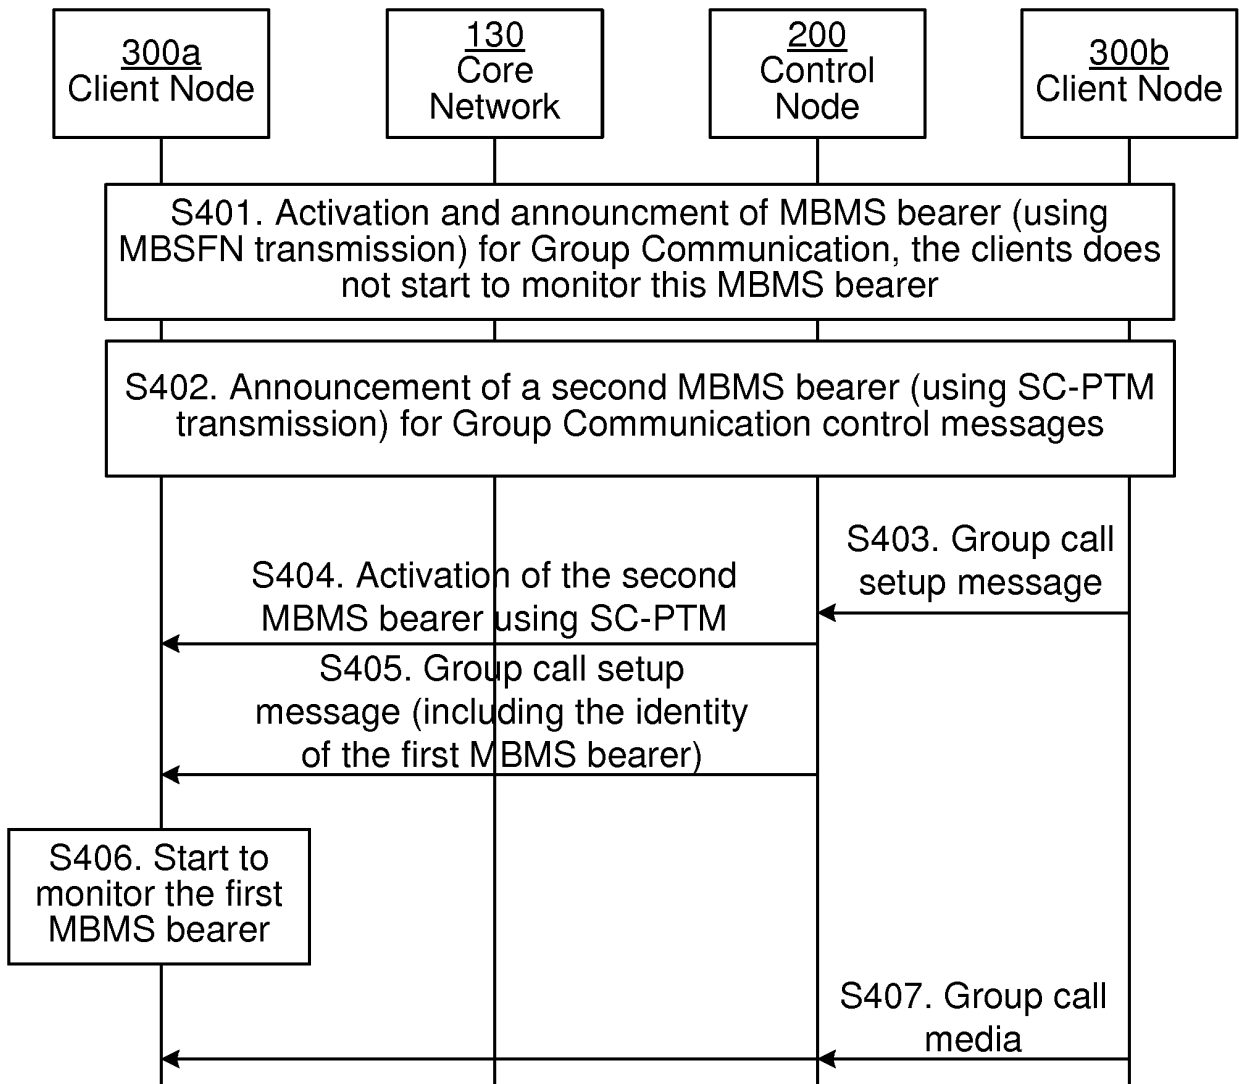 300a
Client Node
130
Core
Network
200
Control
Node
300b
Client Node
S401. Activation and announcment of MBMS bearer (using
MBSFN transmission) for Group Communication, the clients does
not start to monitor this MBMS bearer
S402. Announcement of a second MBMS bearer (using SC-PTM
transmission) for Group Communication control messages
S403. Group call
setup message
S404. Activation of the second
MBMS bearer using SC-PTM
S405. Group call setup
message (including the identity
of the first MBMS bearer)
S406. Start to
monitor the first
MBMS bearer
S407. Group call
media